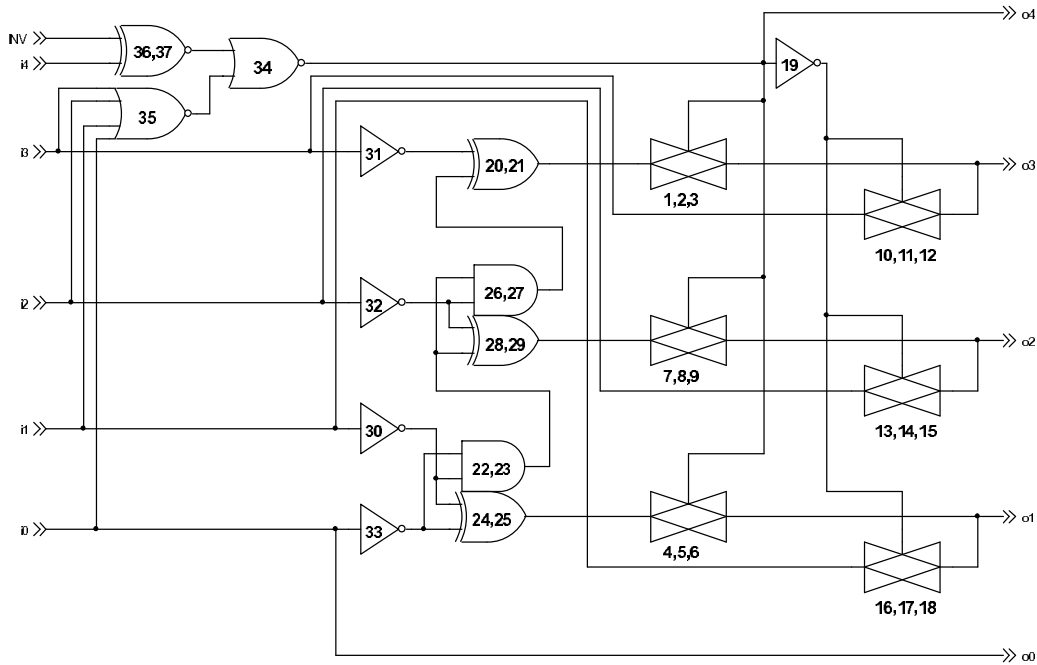 INV
i4
36,37
34
35
19
o4
i3
31
20,21
1,2,3
o3
10,11,12
i2
32
26,27
28,29
7,8,9
o2
13,14,15
i1
30
22,23
24,25
4,5,6
o1
16,17,18
i0
33
o0